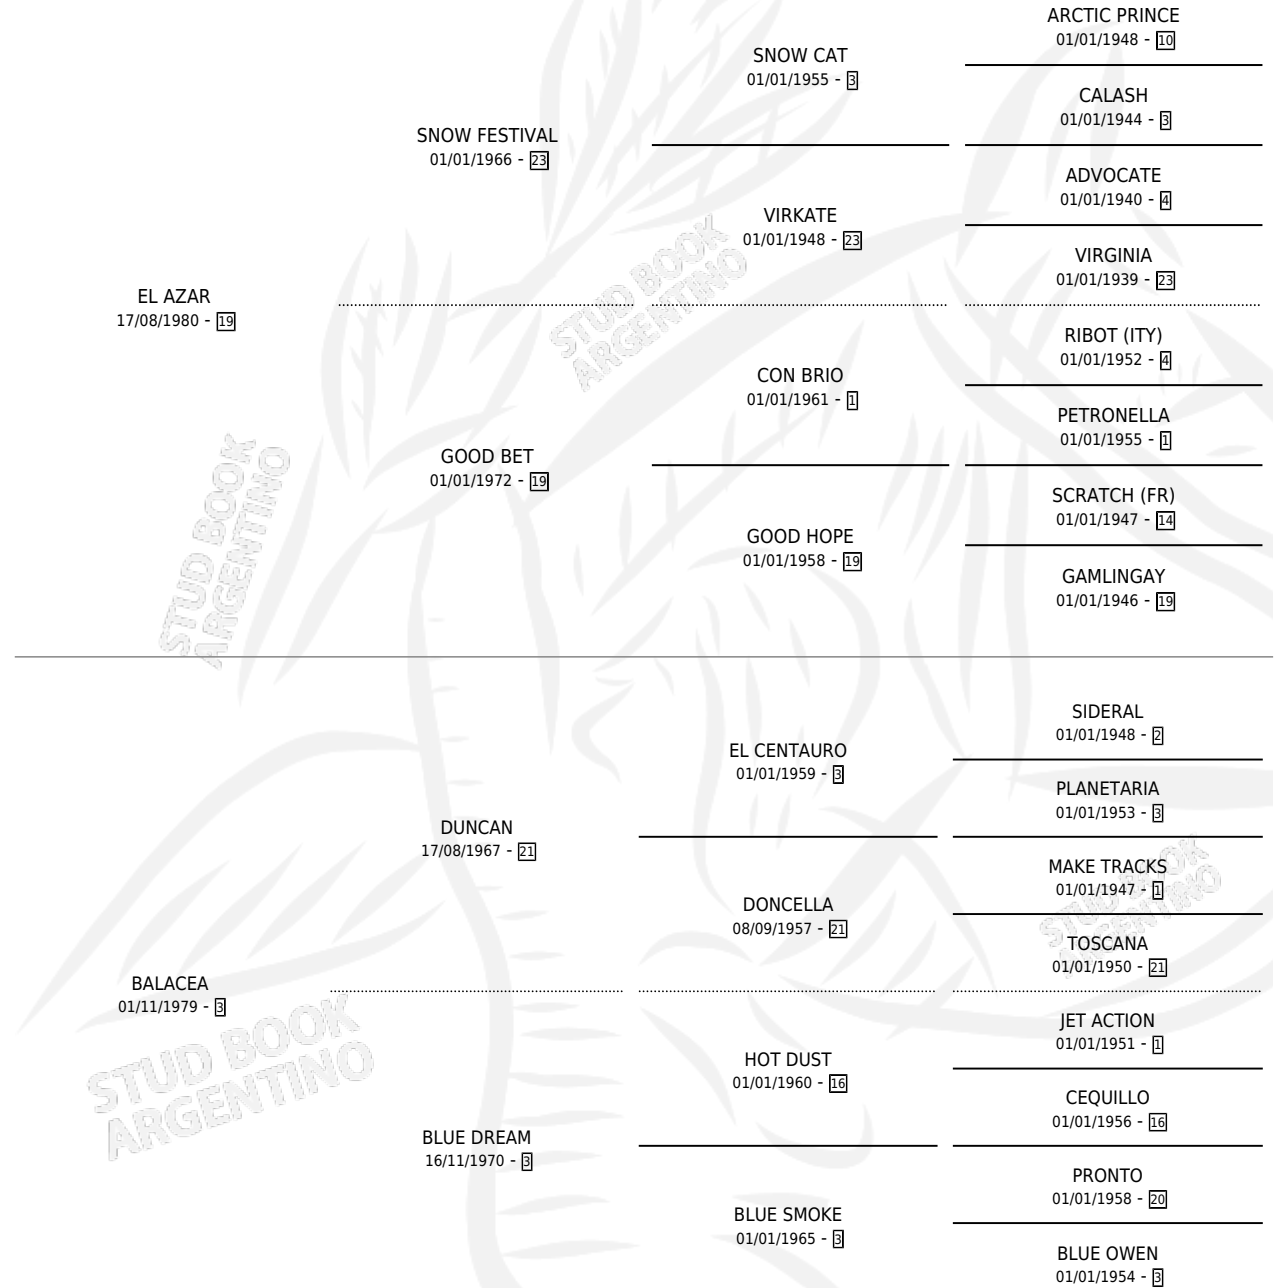 ARCTIC PRINCE
01/01/1948 - 10
SNOW CAT
01/01/1955 - 3
CALASH
01/01/1944 - 3
SNOW FESTIVAL
01/01/1966 - 23
ADVOCATE
01/01/1940 - 4
VIRKATE
01/01/1948 - 23
VIRGINIA
01/01/1939 - 23
EL AZAR
17/08/1980 - 19
RIBOT (ITY)
01/01/1952 - 4
CON BRIO
01/01/1961 - 1
PETRONELLA
01/01/1955 - 1
GOOD BET
01/01/1972 - 19
SCRATCH (FR)
01/01/1947 - 14
GOOD HOPE
01/01/1958 - 19
GAMLINGAY
01/01/1946 - 19
SIDERAL
01/01/1948 - 2
EL CENTAURO
01/01/1959 - 3
PLANETARIA
01/01/1953 - 3
DUNCAN
17/08/1967 - 21
MAKE TRACKS
01/01/1947 - 1
DONCELLA
08/09/1957 - 21
TOSCANA
01/01/1950 - 21
BALACEA
01/11/1979 - 3
JET ACTION
01/01/1951 - 1
HOT DUST
01/01/1960 - 16
CEQUILLO
01/01/1956 - 16
BLUE DREAM
16/11/1970 - 3
PRONTO
01/01/1958 - 20
BLUE SMOKE
01/01/1965 - 3
BLUE OWEN
01/01/1954 - 3
STUD BOOK
ARGENTINO
STUD BOOK
ARGENTINO
STUD BOOK
ARGENTINO
STUD BOOK
ARGENTINO